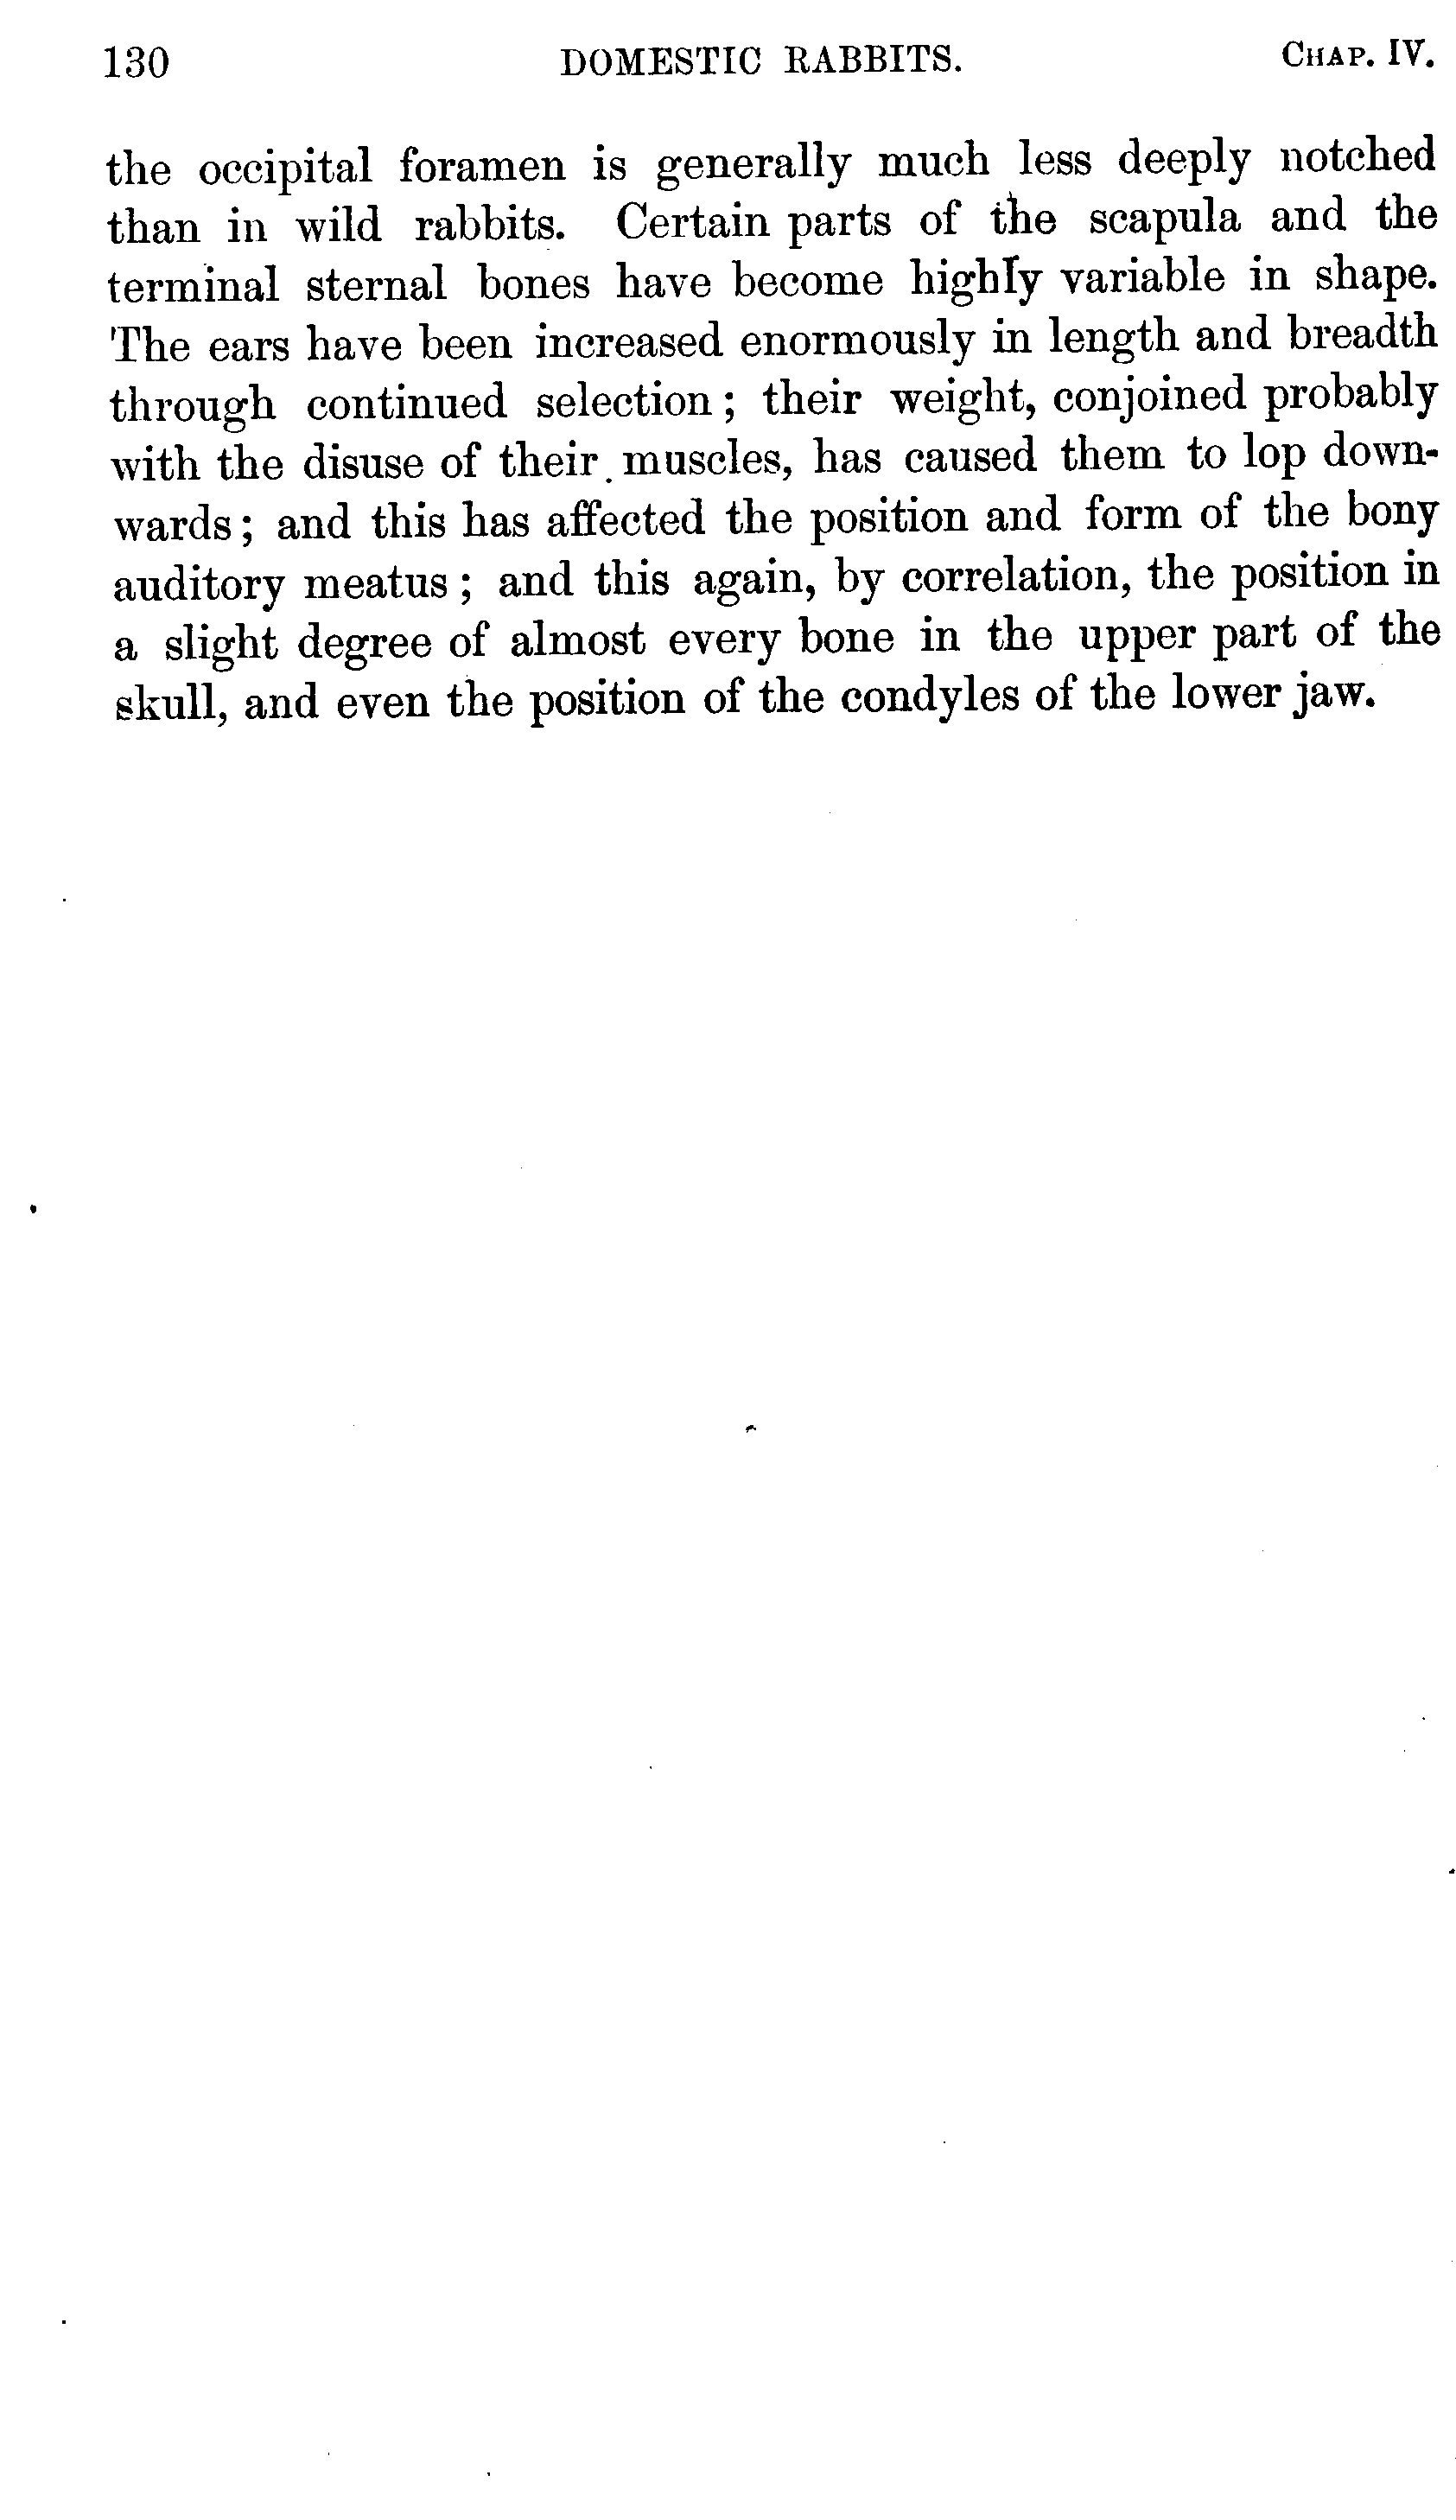 130 DOMESTIC RABBITS. CHAP. IV.
the occipital foramen is generally much less deeply notched
than in wild rabbits. Certain parts of the scapula and the
terminal sternal bones have become highly variable in shape.
The ears have been increased enormously in length and breadth
through continued selection; their weight, conjoined probably
with the disuse of their muscles, has caused them to lop down-
wards; and this has affected the position and form of the bony
auditory meatus; and this again, by correlation, the position in
a slight degree of almost every bone in the upper part of the
skull, and even the position of the condyles of the lower jaw.